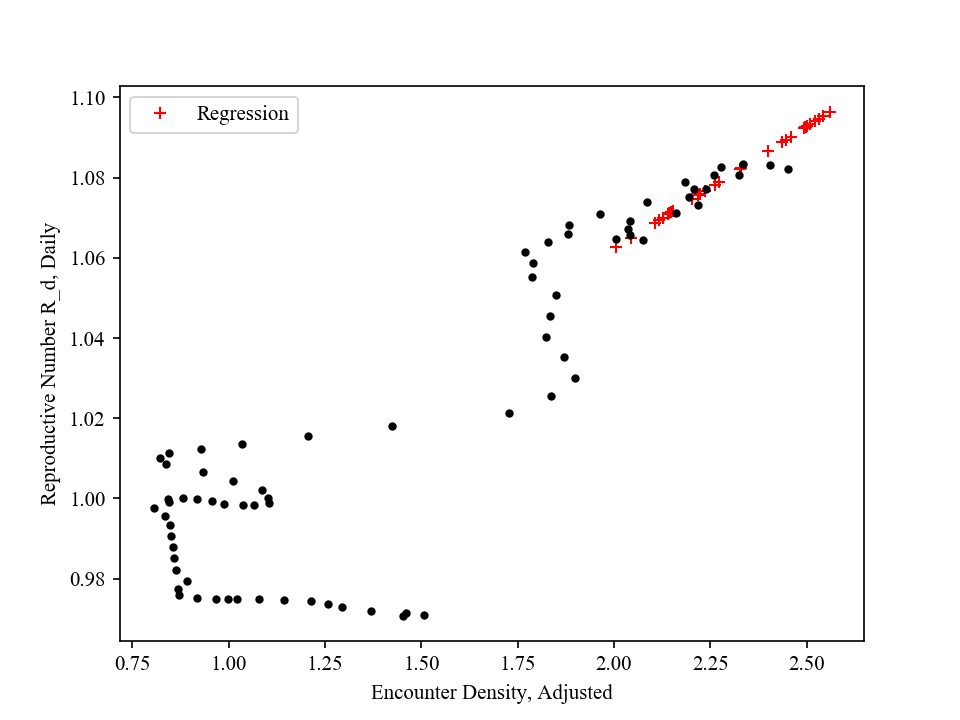 Regression
1.10
1.08
1.06
1.04
1.02
1.00
0.98
Reproductive Number R_d, Daily
0.75 1.00 1.25 1.50 1.75 2.00 2.25 2.50
Encounter Density, Adjusted